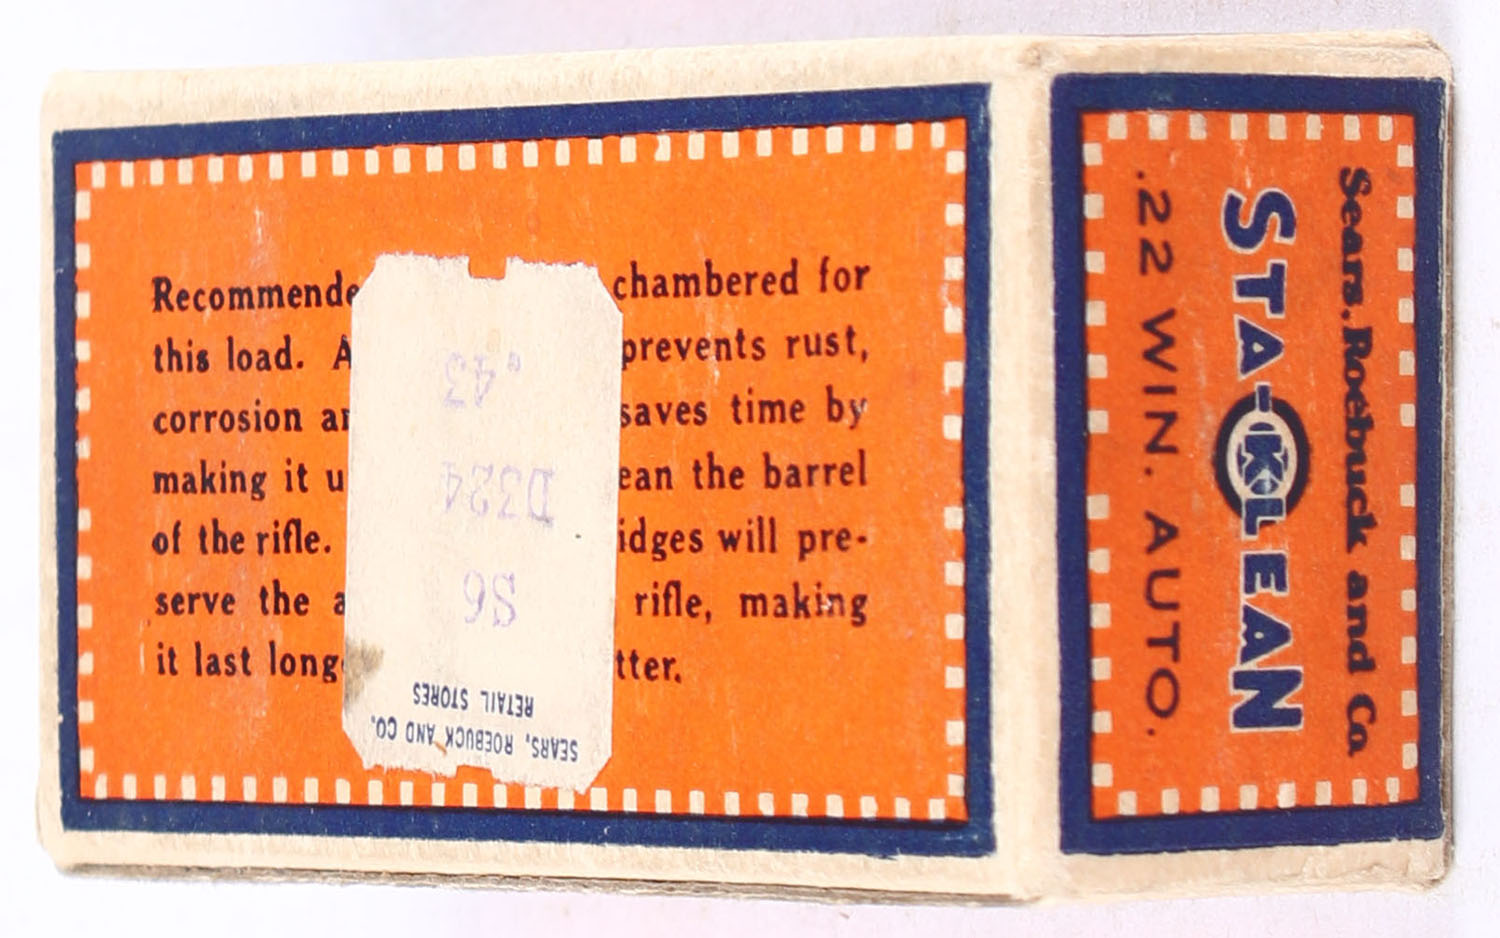 Recommende chambered for
this load. A prevents rust,
corrosion an saves time by
making it u ean the barrel
of the rifle. idges will pre-
serve the a rifle, making
it last long tter.
SEARS, ROEBUCK AND CO.
RETAIL STORES
S6
D324
.43
Sears, Roebuck and Co.
STA-KLEAN
.22 WIN. AUTO.